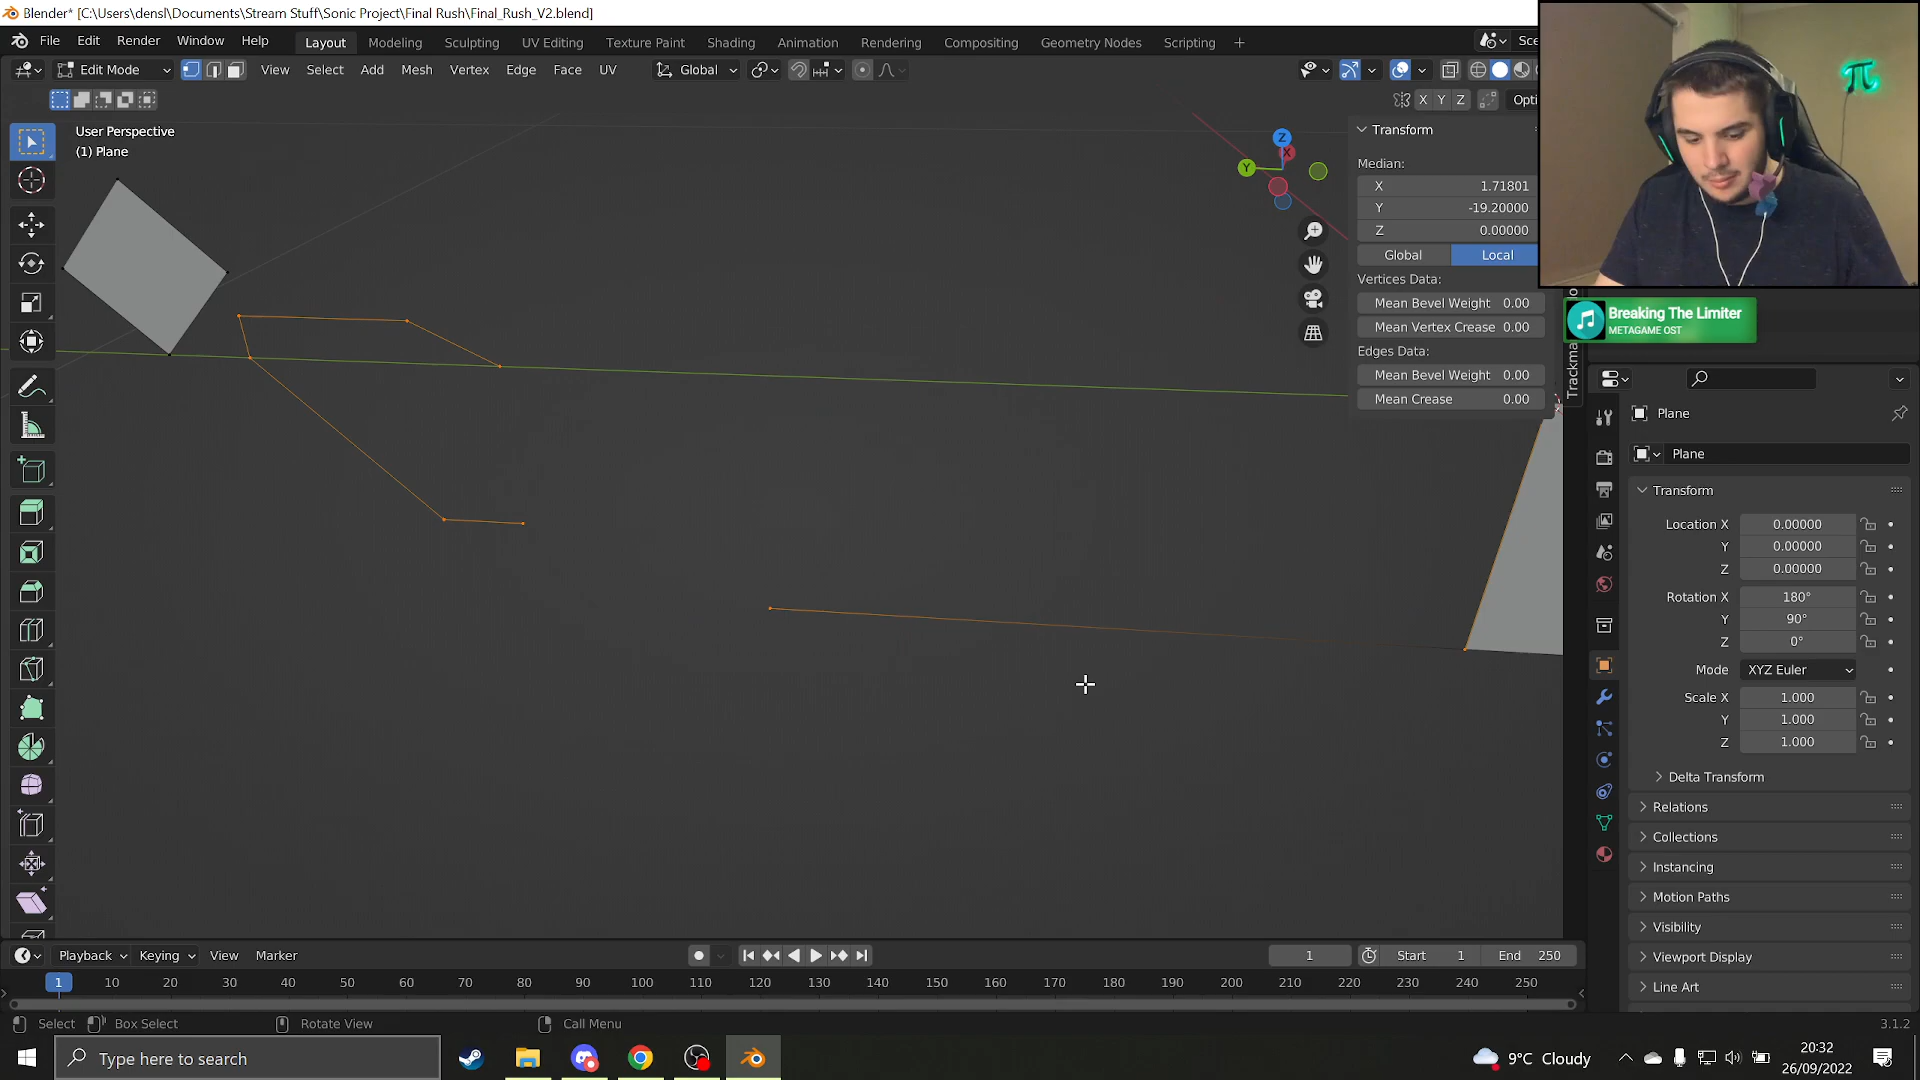 Blender* [C:\Users\densl\Documents\Stream Stuff\Sonic Project\Final Rush\Final_Rush_V2.blend]
File Edit Render Window Help Layout Modeling Sculpting UV Editing Texture Paint Shading Animation Rendering Compositing Geometry Nodes Scripting +
Edit Mode View Select Add Mesh Vertex Edge Face UV Global
X Y Z
User Perspective
(1) Plane
Z
X
Y
Transform
Median:
X 1.71801
Y -19.20000
Z 0.00000
Global Local
Vertices Data:
Mean Bevel Weight 0.00
Mean Vertex Crease 0.00
Edges Data:
Mean Bevel Weight 0.00
Mean Crease 0.00
Breaking The Limiter
METAGAME OST
Plane
Plane
Transform
Location X 0.00000
Y 0.00000
Z 0.00000
Rotation X 180°
Y 90°
Z 0°
Mode XYZ Euler
Scale X 1.000
Y 1.000
Z 1.000
Delta Transform
Relations
Collections
Instancing
Motion Paths
Visibility
Viewport Display
Line Art
Playback Keying View Marker
1 Start 1 End 250
1 10 20 30 40 50 60 70 80 90 100 110 120 130 140 150 160 170 180 190 200 210 220 230 240 250
Select Box Select Rotate View Call Menu
3.1.2
Type here to search
9°C Cloudy
20:32
26/09/2022